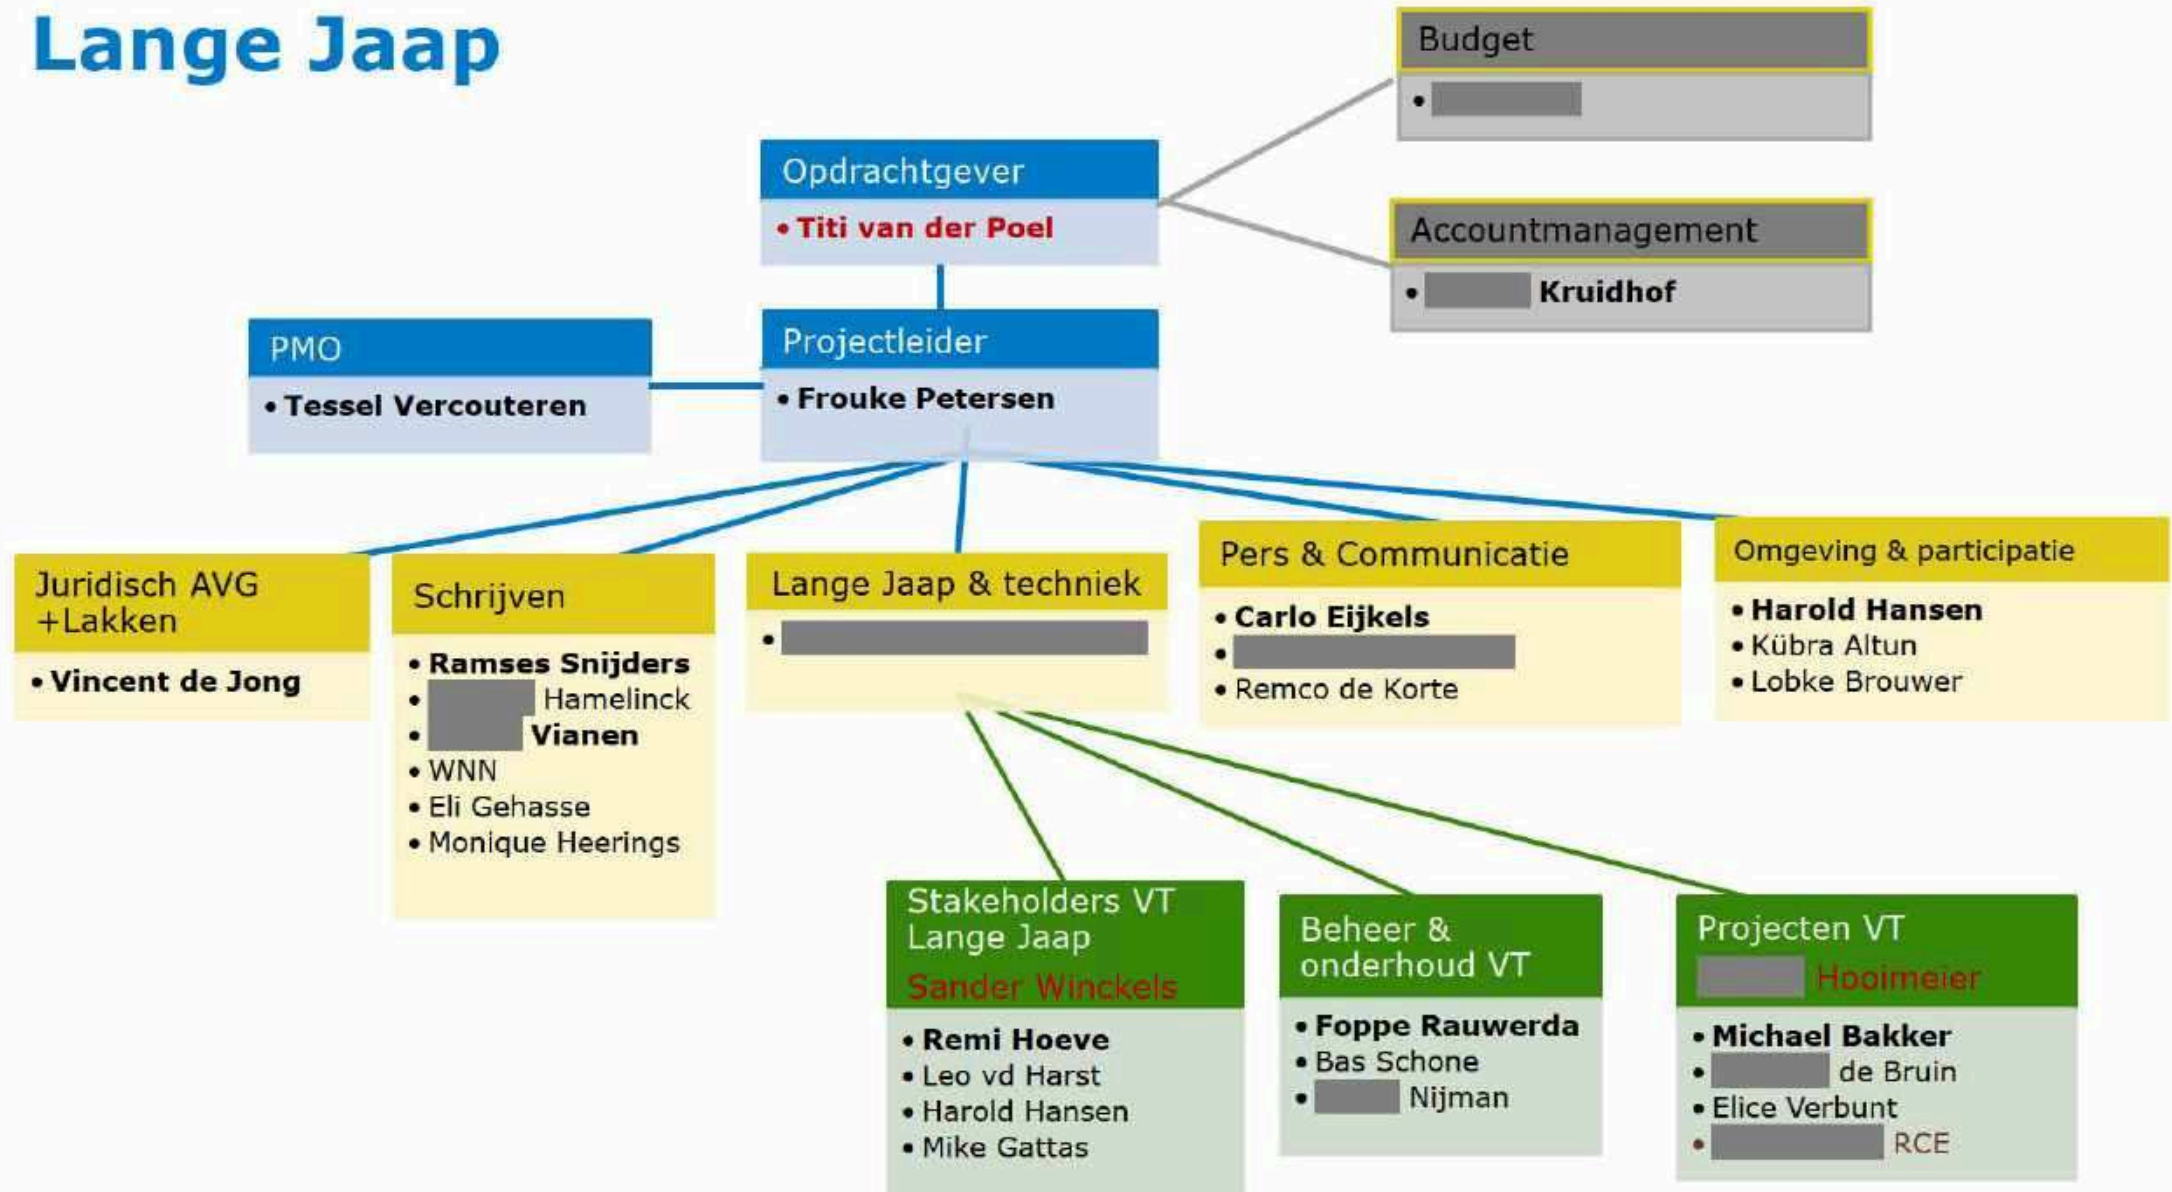 Lange Jaap
Budget
•
Opdrachtgever
• Titi van der Poel
Accountmanagement
• Kruidhof
PMO
• Tessel Vercouteren
Projectleider
• Frouke Petersen
Juridisch AVG
+Lakken
• Vincent de Jong
Schrijven
• Ramses Snijders
• Hamelinck
• Vianen
• WNN
• Eli Gehasse
• Monique Heerings
Lange Jaap & techniek
•
Pers & Communicatie
• Carlo Eijkels
•
• Remco de Korte
Omgeving & participatie
• Harold Hansen
• Kübra Altun
• Lobke Brouwer
Stakeholders VT
Lange Jaap
Sander Winckels
• Remi Hoeve
• Leo vd Harst
• Harold Hansen
• Mike Gattas
Beheer &
onderhoud VT
• Foppe Rauwerda
• Bas Schone
• Nijman
Projecten VT
Hooimeier
• Michael Bakker
• de Bruin
• Elice Verbunt
• RCE